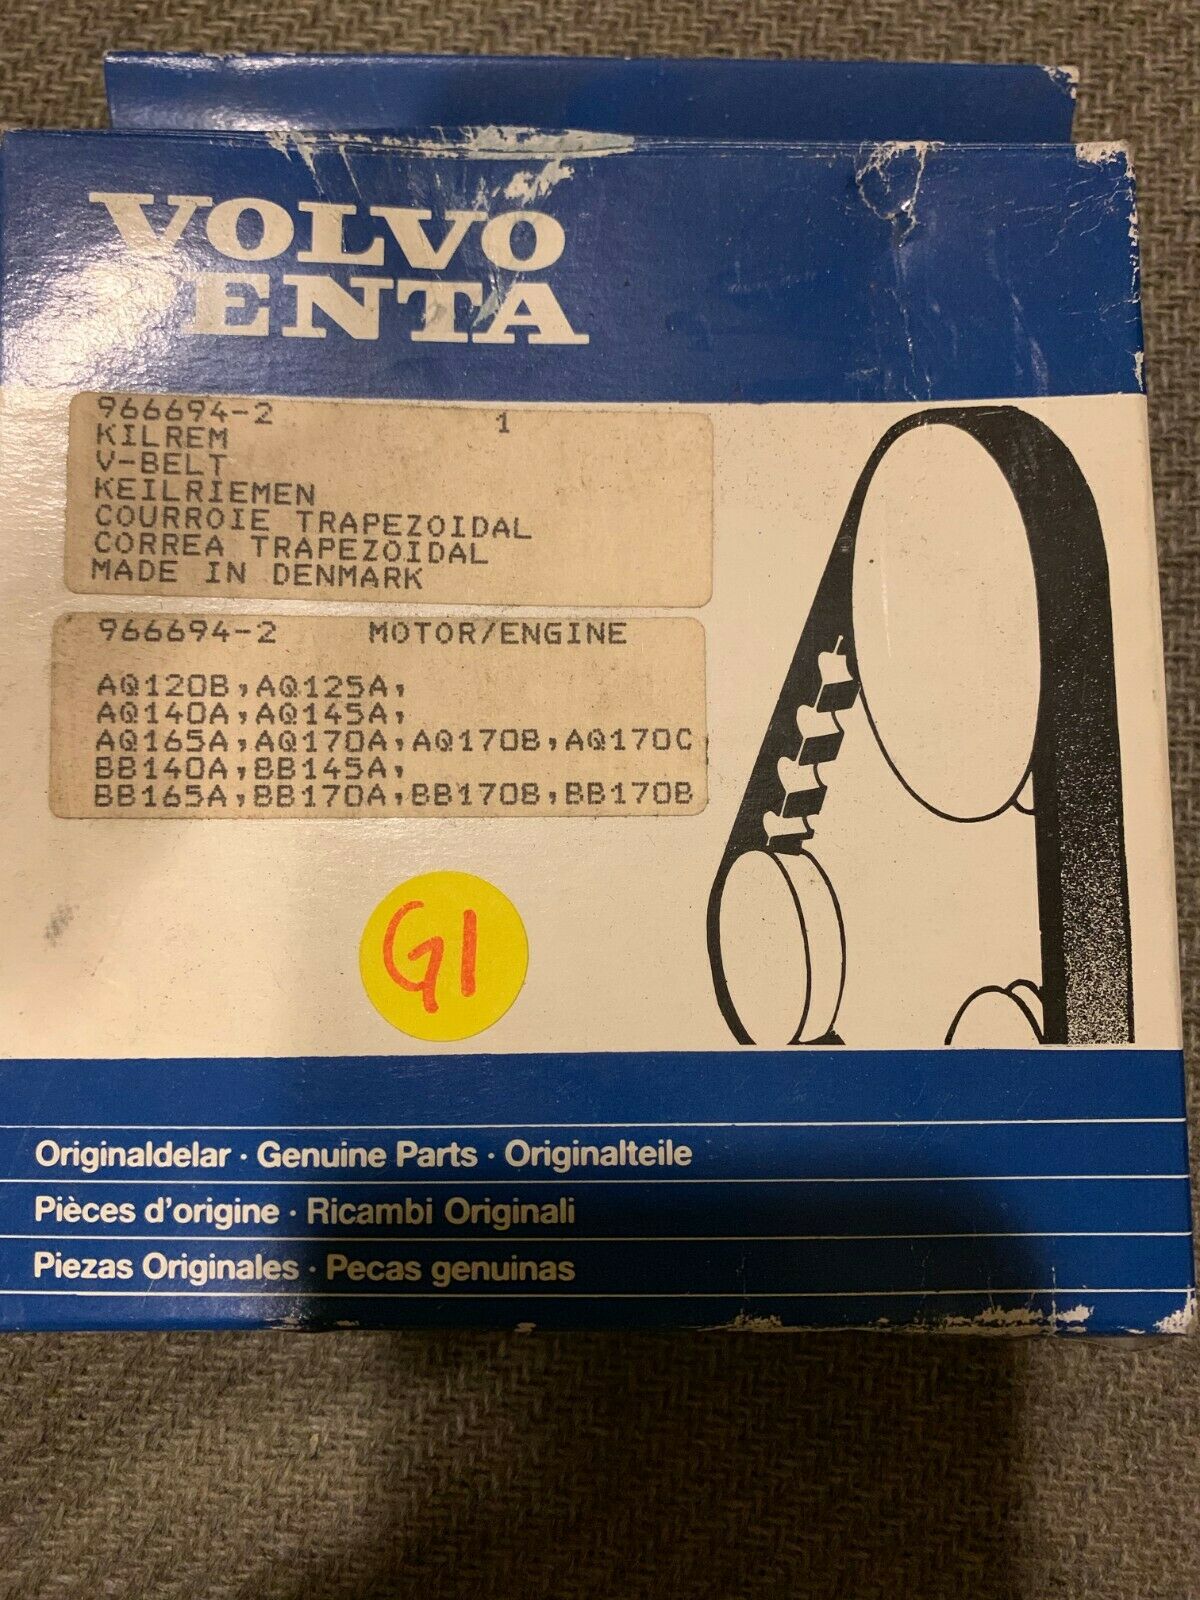 VOLVO
PENTA
966694-2 1
KILREM
V-BELT
KEILRIEMEN
COURROIE TRAPEZOIDAL
CORREA TRAPEZOIDAL
MADE IN DENMARK
966694-2 MOTOR/ENGINE
AQ120B,AQ125A,
AQ140A,AQ145A,
AQ165A,AQ170A,AQ170B,AQ170C
BB140A,BB145A,
BB165A,BB170A,BB170B,BB170B
G1
Originaldelar · Genuine Parts · Originalteile
Pièces d'origine · Ricambi Originali
Piezas Originales · Pecas genuinas